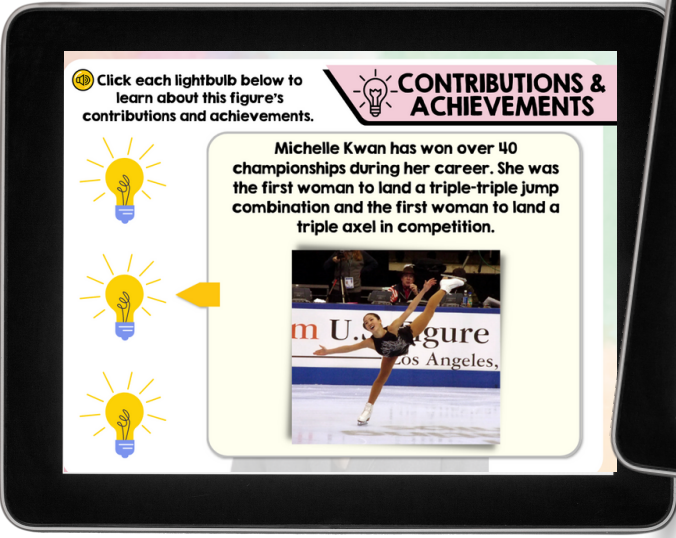 Click each lightbulb below to
learn about this figure's
contributions and achievements.
CONTRIBUTIONS &
ACHIEVEMENTS
Michelle Kwan has won over 40
championships during her career. She was
the first woman to land a triple-triple jump
combination and the first woman to land a
triple axel in competition.
m U.S. Figure
Los Angeles,